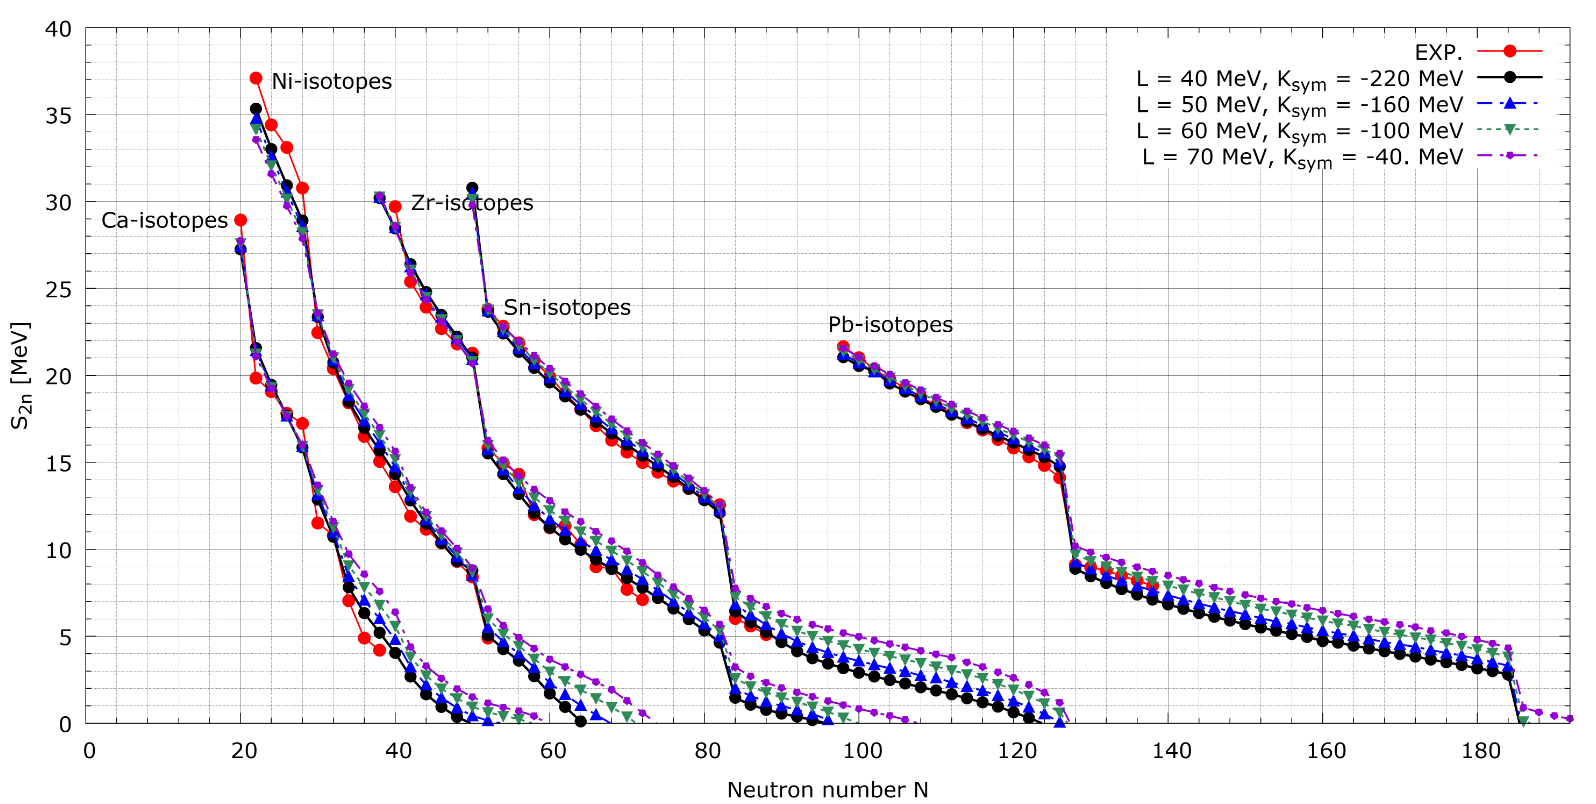 40
35
30
25
20
15
10
5
0
S2n [MeV]
0 20 40 60 80 100 120 140 160 180
Neutron number N
EXP.
L = 40 MeV, Ksym = -220 MeV
L = 50 MeV, Ksym = -160 MeV
L = 60 MeV, Ksym = -100 MeV
L = 70 MeV, Ksym = -40. MeV
Ni-isotopes
Ca-isotopes
Zr-isotopes
Sn-isotopes
Pb-isotopes